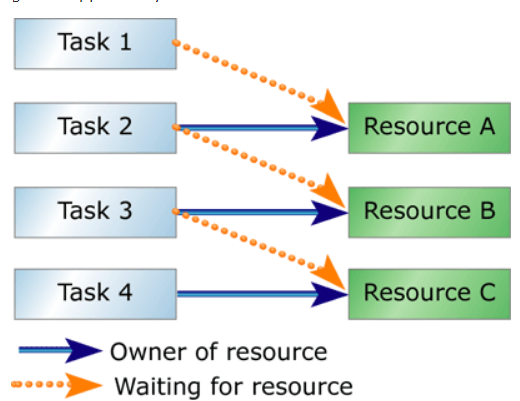 Task 1
Task 2
Resource A
Task 3
Resource B
Task 4
Resource C
Owner of resource
Waiting for resource